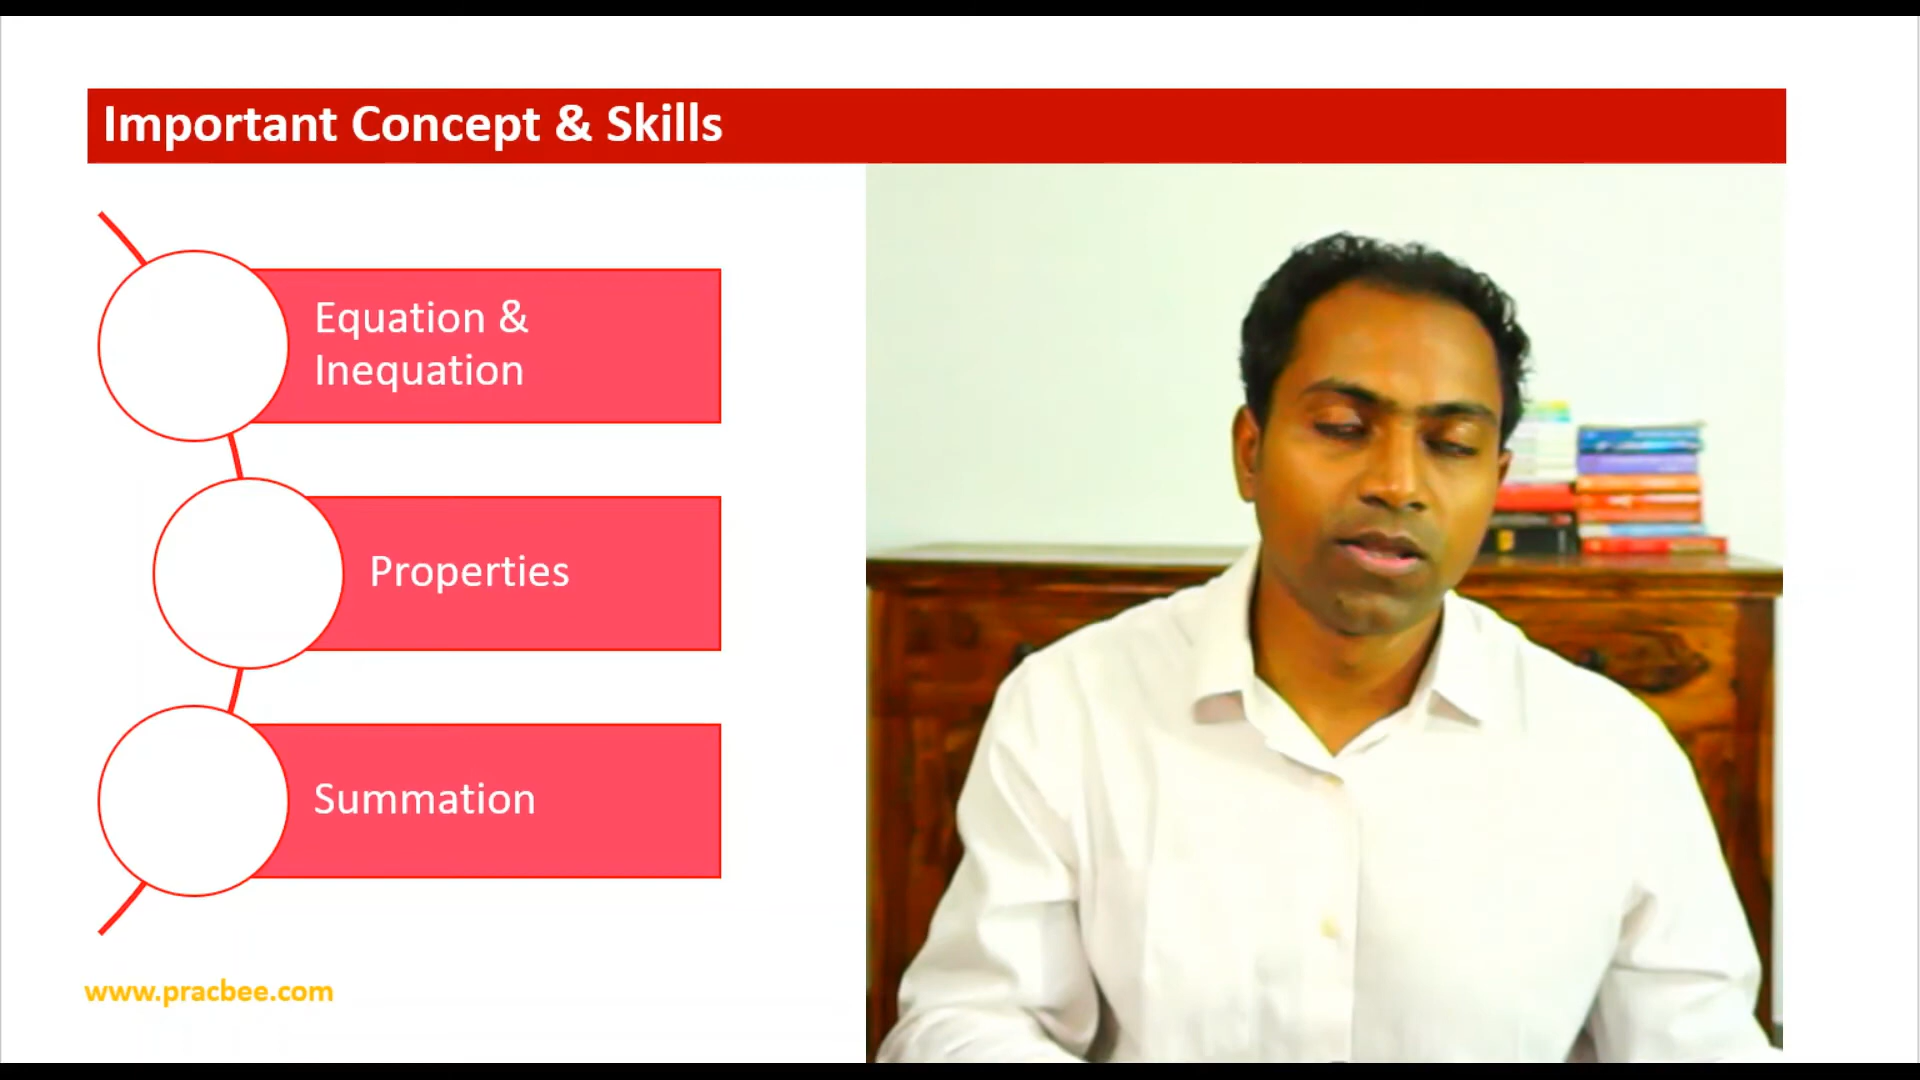 Important Concept & Skills
Equation &
Inequation
Properties
Summation
www.pracbee.com